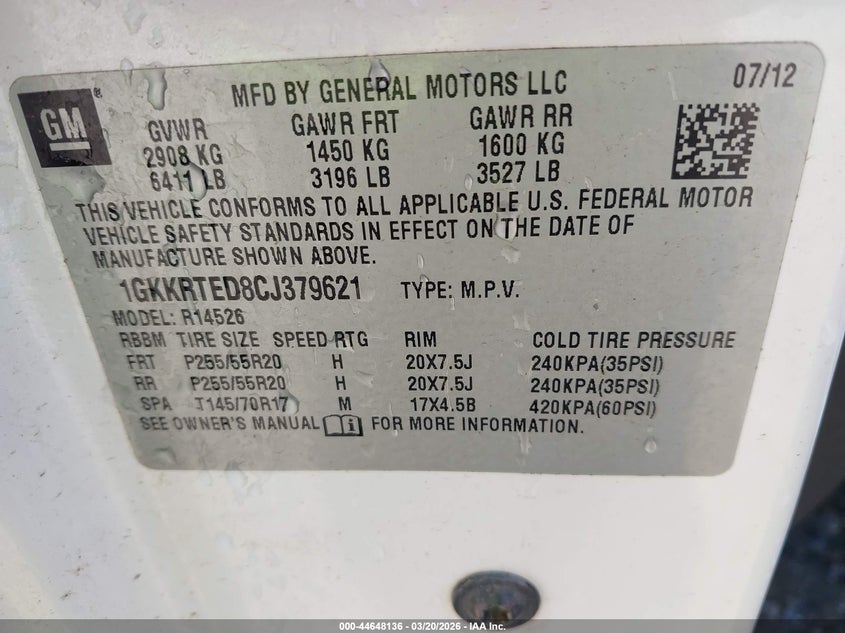 MFD BY GENERAL MOTORS LLC 07/12
GM
GVWR GAWR FRT GAWR RR
2908 KG 1450 KG 1600 KG
6411 LB 3196 LB 3527 LB
THIS VEHICLE CONFORMS TO ALL APPLICABLE U.S. FEDERAL MOTOR
VEHICLE SAFETY STANDARDS IN EFFECT ON THE DATE OF
MANUFACTURE SHOWN ABOVE.
1GKKRTED8CJ379621 TYPE: M.P.V.
MODEL: R14526
RBBM TIRE SIZE SPEED RTG RIM COLD TIRE PRESSURE
FRT P255/55R20 H 20X7.5J 240KPA(35PSI)
RR P255/55R20 H 20X7.5J 240KPA(35PSI)
SPA T145/70R17 M 17X4.5B 420KPA(60PSI)
SEE OWNER'S MANUAL FOR MORE INFORMATION.
000-44648136 - 03/20/2026 - IAA Inc.